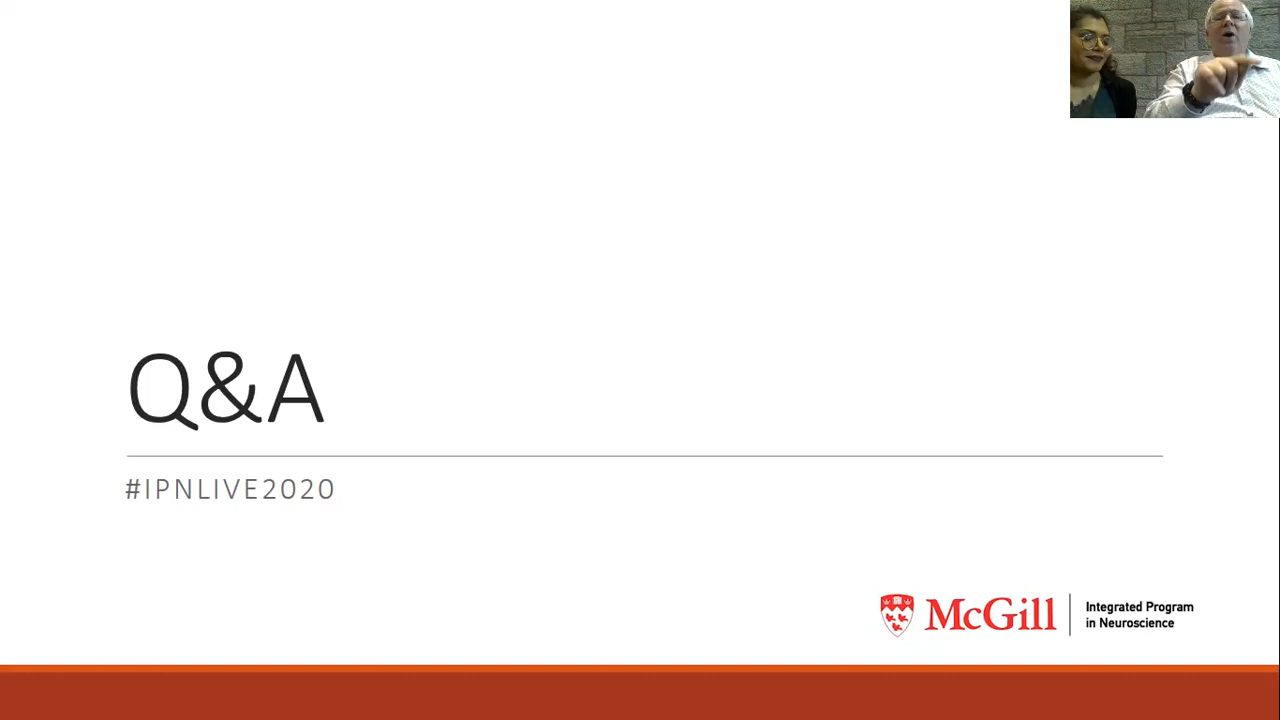 Q&A
#IPNLIVE2020
McGill
Integrated Program
in Neuroscience